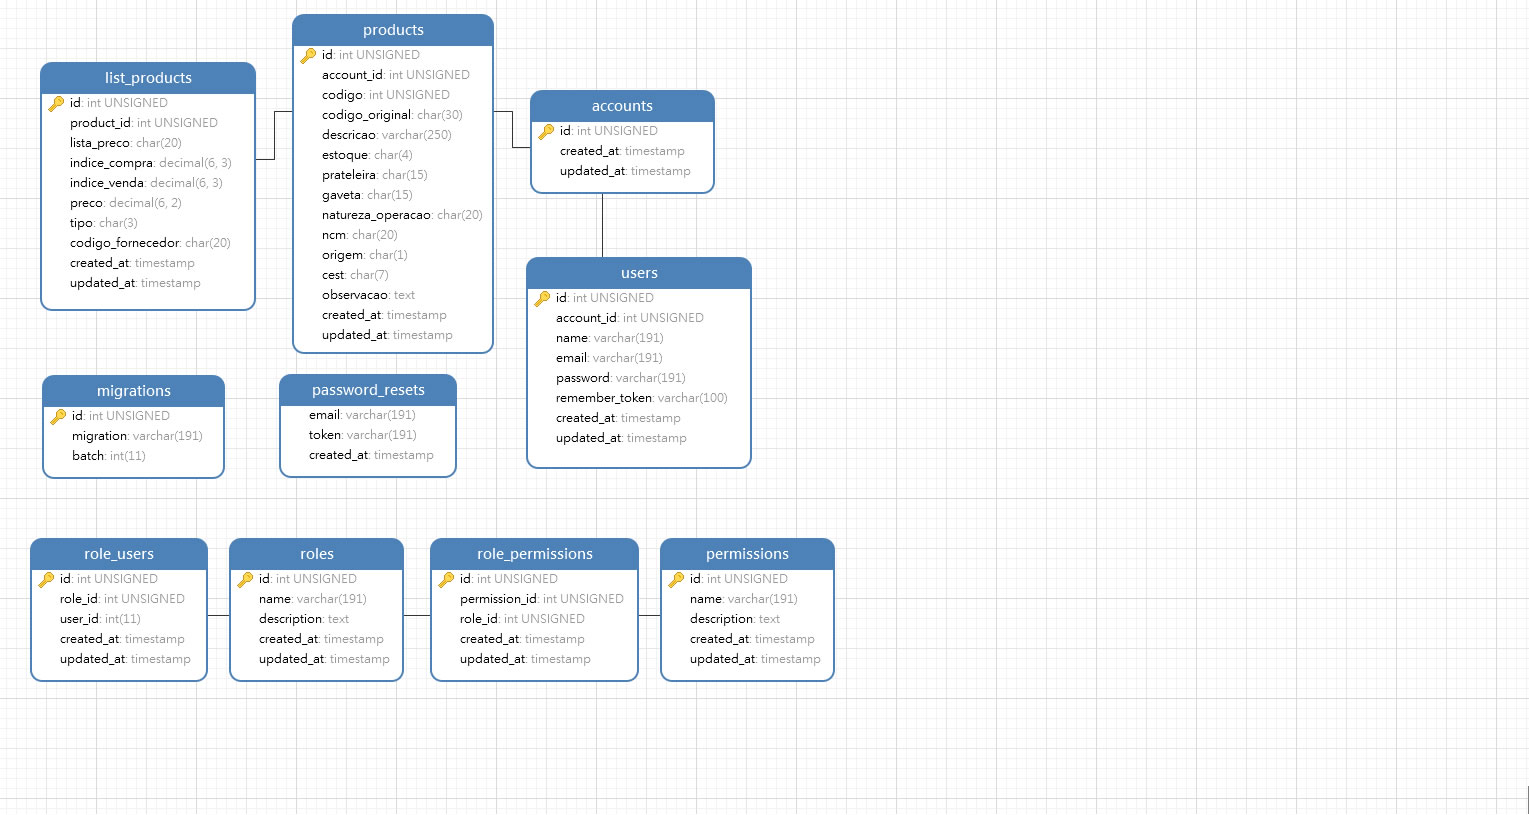 list_products
id: int UNSIGNED
product_id: int UNSIGNED
lista_preco: char(20)
indice_compra: decimal(6, 3)
indice_venda: decimal(6, 3)
preco: decimal(6, 2)
tipo: char(3)
codigo_fornecedor: char(20)
created_at: timestamp
updated_at: timestamp
products
id: int UNSIGNED
account_id: int UNSIGNED
codigo: int UNSIGNED
codigo_original: char(30)
descricao: varchar(250)
estoque: char(4)
prateleira: char(15)
gaveta: char(15)
natureza_operacao: char(20)
ncm: char(20)
origem: char(1)
cest: char(7)
observacao: text
created_at: timestamp
updated_at: timestamp
accounts
id: int UNSIGNED
created_at: timestamp
updated_at: timestamp
users
id: int UNSIGNED
account_id: int UNSIGNED
name: varchar(191)
email: varchar(191)
password: varchar(191)
remember_token: varchar(100)
created_at: timestamp
updated_at: timestamp
migrations
id: int UNSIGNED
migration: varchar(191)
batch: int(11)
password_resets
email: varchar(191)
token: varchar(191)
created_at: timestamp
role_users
id: int UNSIGNED
role_id: int UNSIGNED
user_id: int(11)
created_at: timestamp
updated_at: timestamp
roles
id: int UNSIGNED
name: varchar(191)
description: text
created_at: timestamp
updated_at: timestamp
role_permissions
id: int UNSIGNED
permission_id: int UNSIGNED
role_id: int UNSIGNED
created_at: timestamp
updated_at: timestamp
permissions
id: int UNSIGNED
name: varchar(191)
description: text
created_at: timestamp
updated_at: timestamp